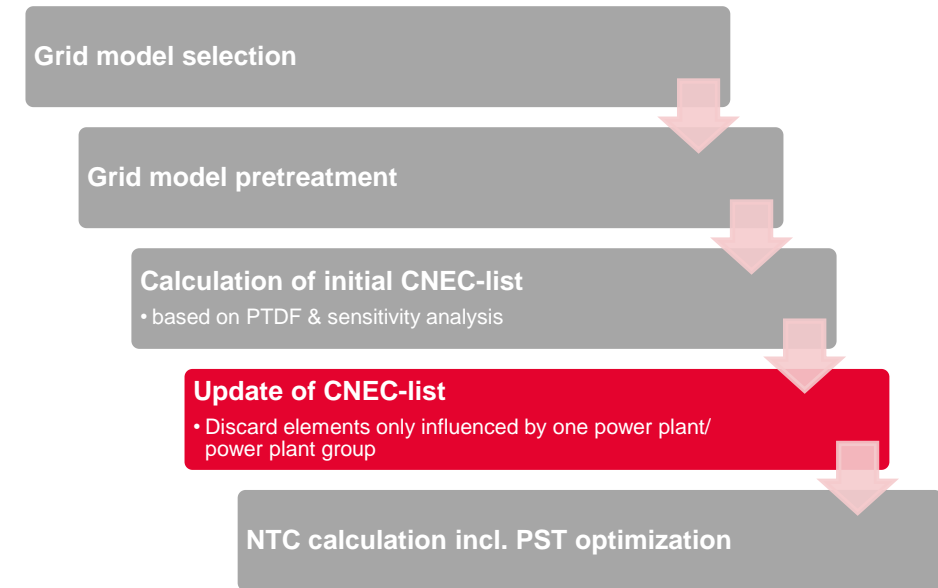 Grid model selection
Grid model pretreatment
Calculation of initial CNEC-list
• based on PTDF & sensitivity analysis
Update of CNEC-list
• Discard elements only influenced by one power plant/
power plant group
NTC calculation incl. PST optimization